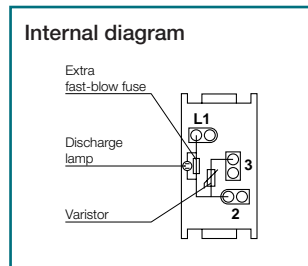 Internal diagram
Extra
fast-blow fuse
L1
Discharge
lamp
3
Varistor
2